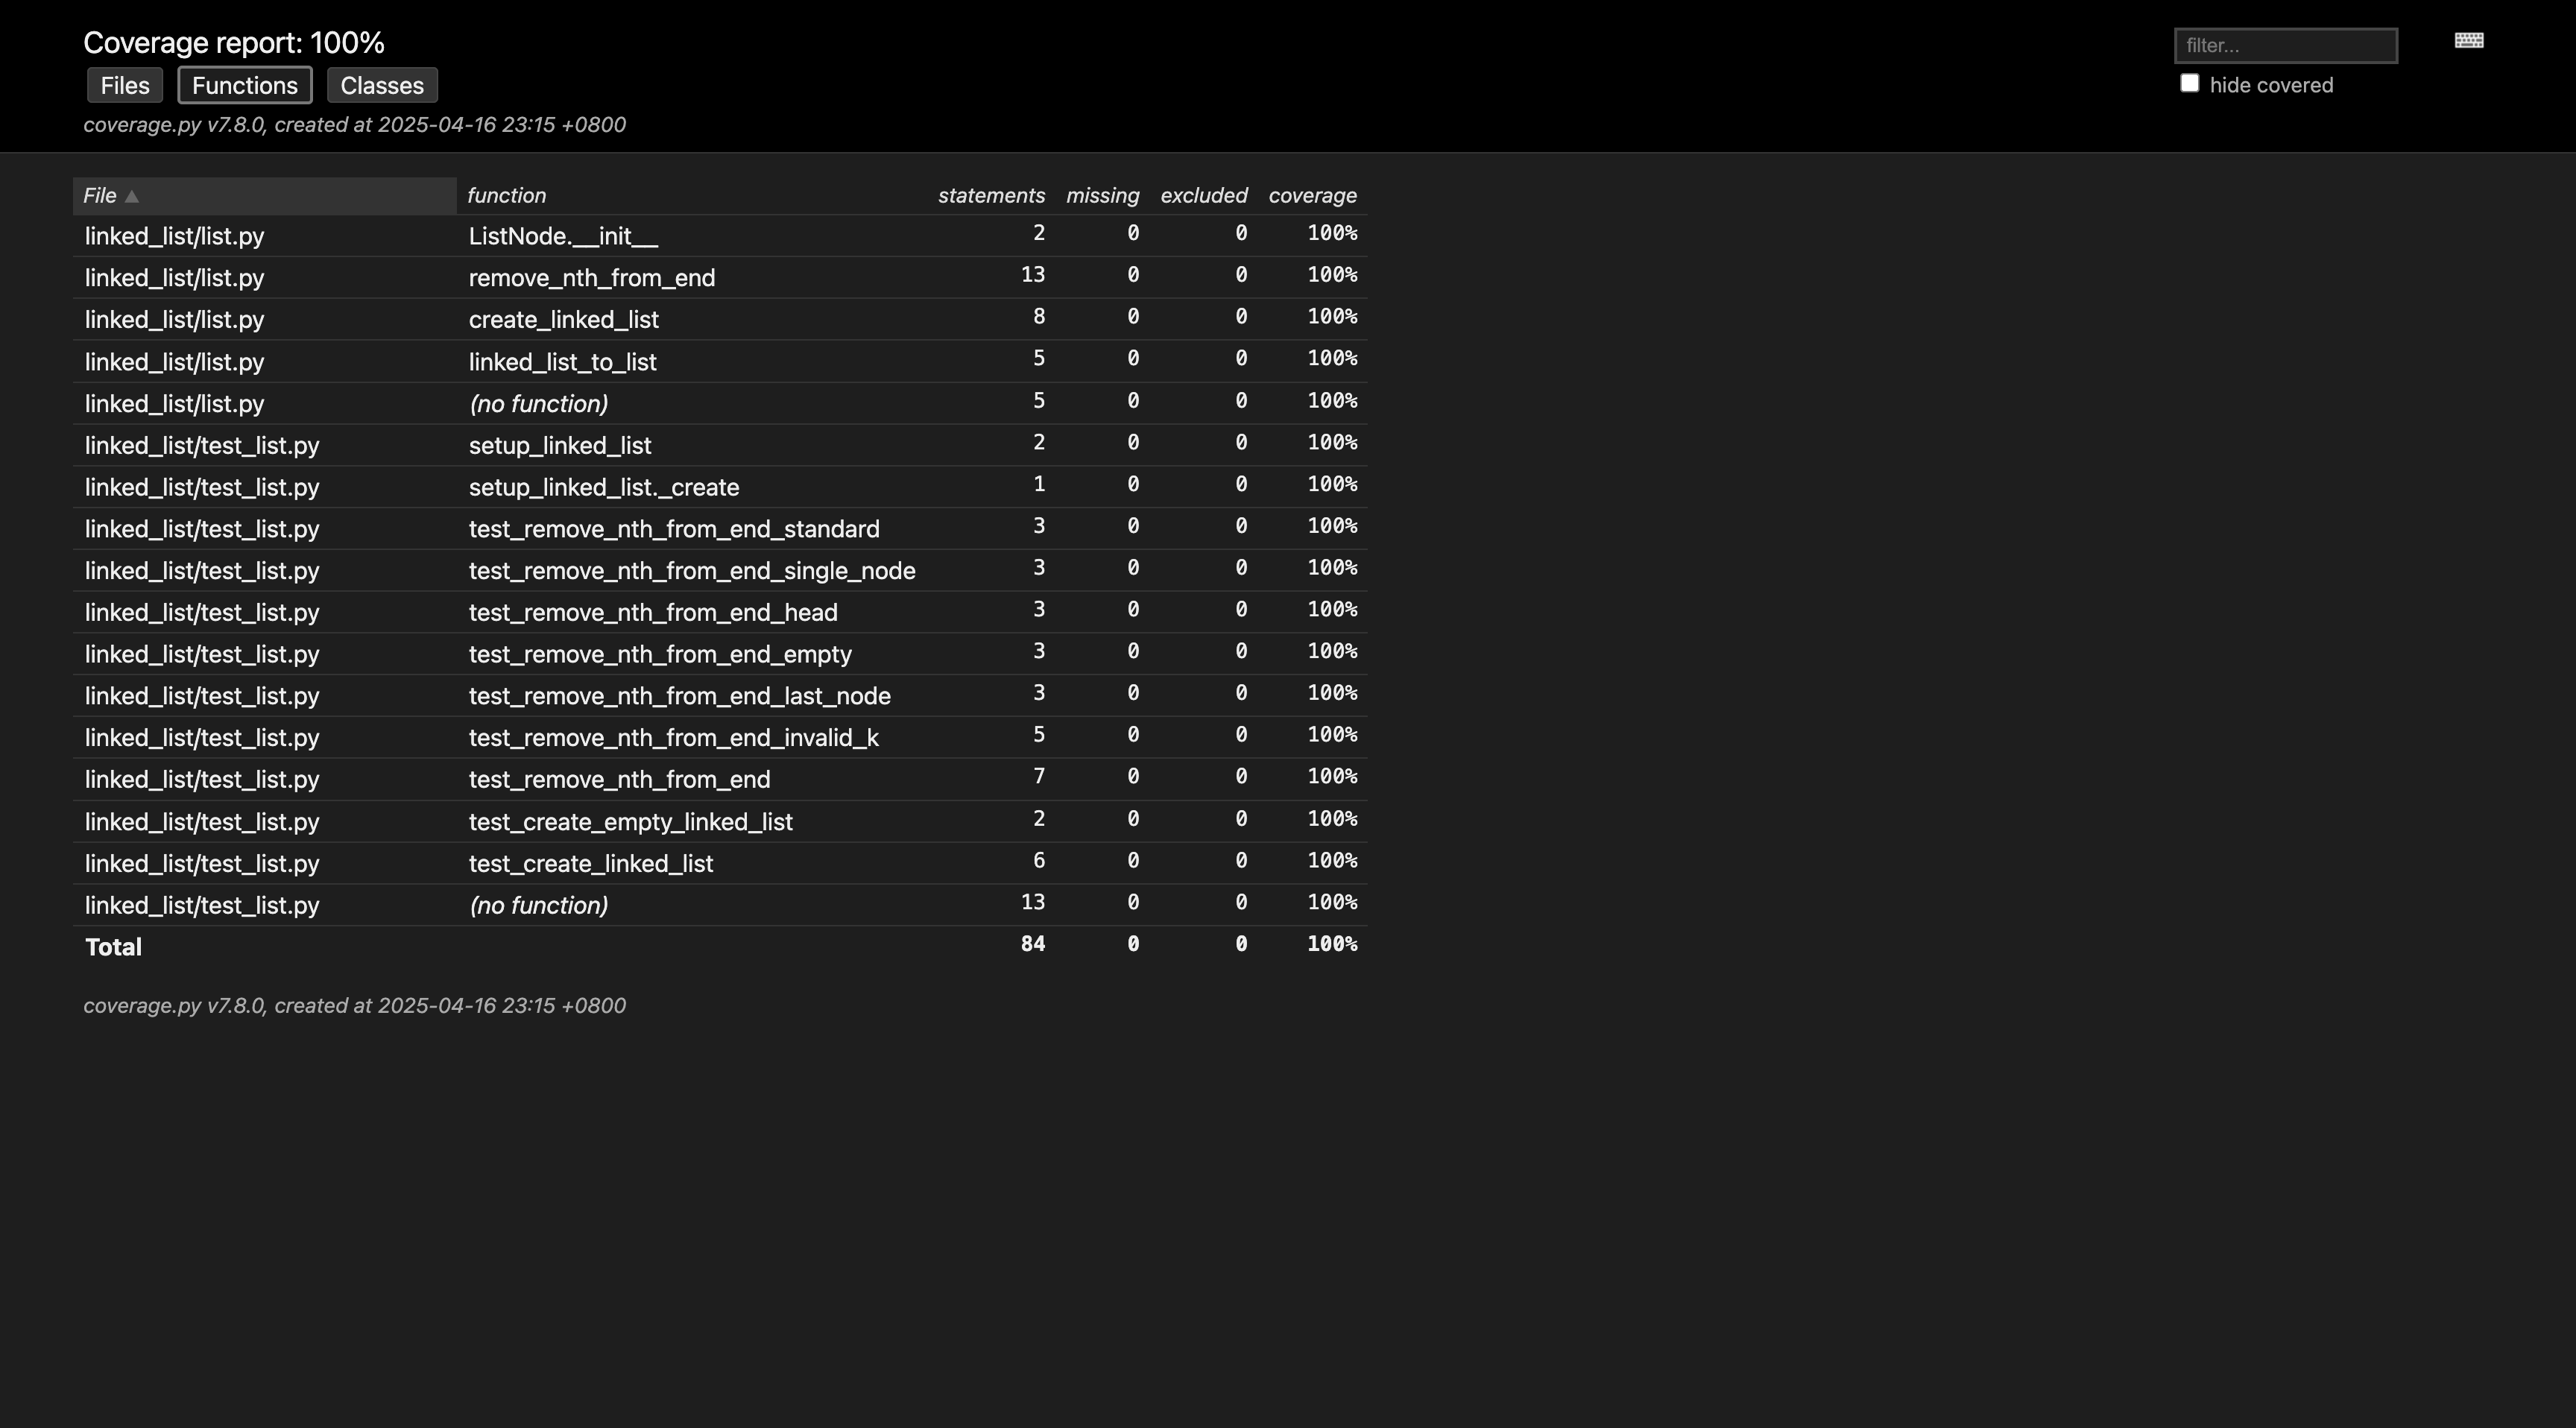 Coverage report: 100%
filter...
Files Functions Classes
hide covered
coverage.py v7.8.0, created at 2025-04-16 23:15 +0800
File ▲ function statements missing excluded coverage
linked_list/list.py ListNode.__init__ 2 0 0 100%
linked_list/list.py remove_nth_from_end 13 0 0 100%
linked_list/list.py create_linked_list 8 0 0 100%
linked_list/list.py linked_list_to_list 5 0 0 100%
linked_list/list.py (no function) 5 0 0 100%
linked_list/test_list.py setup_linked_list 2 0 0 100%
linked_list/test_list.py setup_linked_list._create 1 0 0 100%
linked_list/test_list.py test_remove_nth_from_end_standard 3 0 0 100%
linked_list/test_list.py test_remove_nth_from_end_single_node 3 0 0 100%
linked_list/test_list.py test_remove_nth_from_end_head 3 0 0 100%
linked_list/test_list.py test_remove_nth_from_end_empty 3 0 0 100%
linked_list/test_list.py test_remove_nth_from_end_last_node 3 0 0 100%
linked_list/test_list.py test_remove_nth_from_end_invalid_k 5 0 0 100%
linked_list/test_list.py test_remove_nth_from_end 7 0 0 100%
linked_list/test_list.py test_create_empty_linked_list 2 0 0 100%
linked_list/test_list.py test_create_linked_list 6 0 0 100%
linked_list/test_list.py (no function) 13 0 0 100%
Total 84 0 0 100%
coverage.py v7.8.0, created at 2025-04-16 23:15 +0800